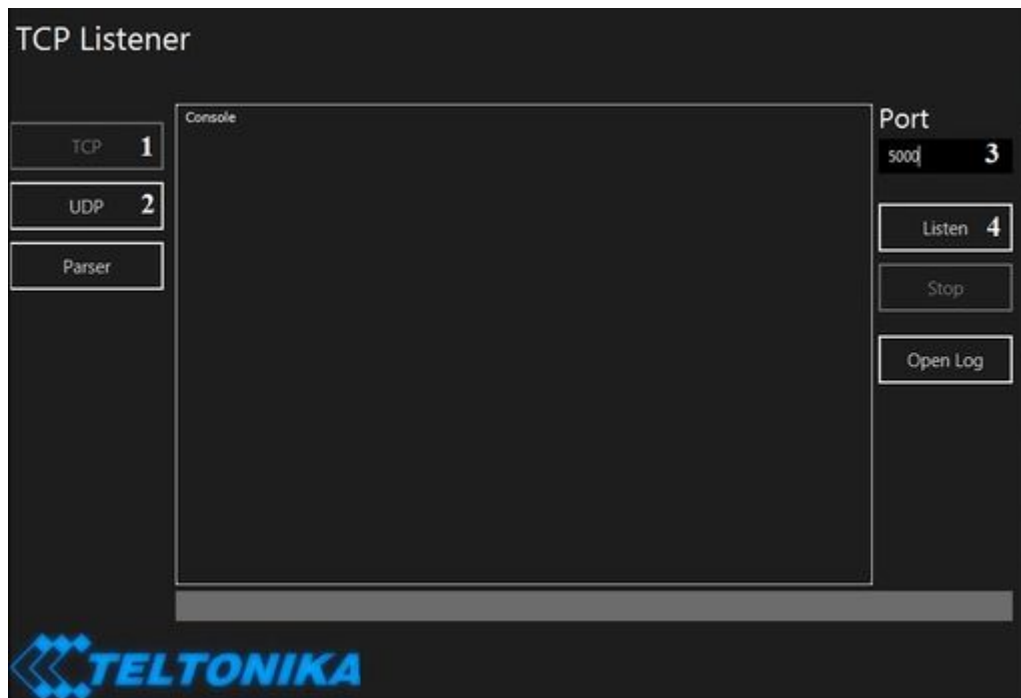 TCP Listener
TCP 1
UDP 2
Parser
Console
Port
5000 3
Listen 4
Stop
Open Log
TELTONIKA